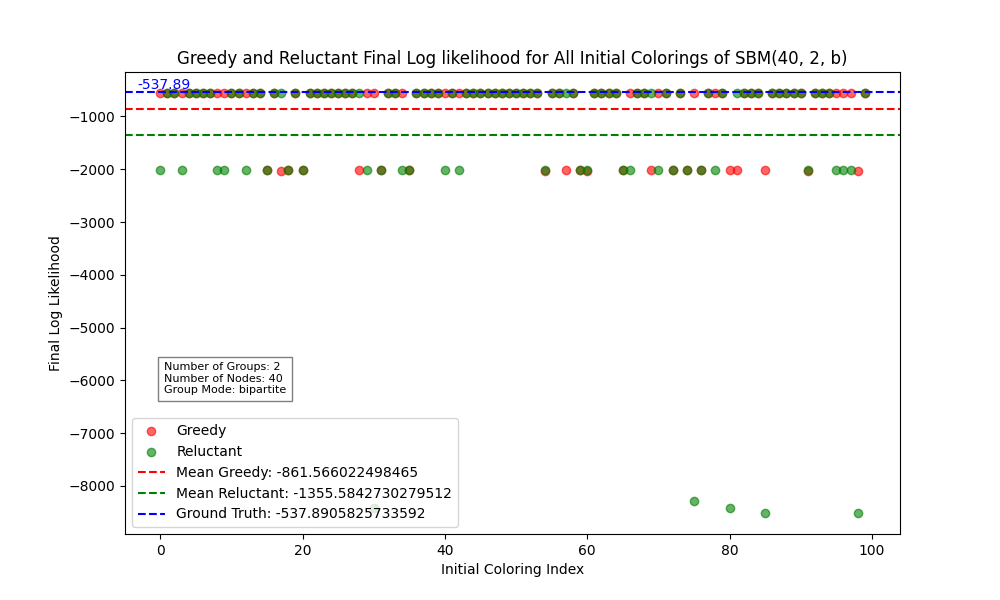 Greedy and Reluctant Final Log likelihood for All Initial Colorings of SBM(40, 2, b)
-537.89
−1000
−2000
−3000
−4000
−5000
−6000
−7000
−8000
Final Log Likelihood
Number of Groups: 2
Number of Nodes: 40
Group Mode: bipartite
Greedy
Reluctant
Mean Greedy: -861.566022498465
Mean Reluctant: -1355.5842730279512
Ground Truth: -537.8905825733592
0 20 40 60 80 100
Initial Coloring Index